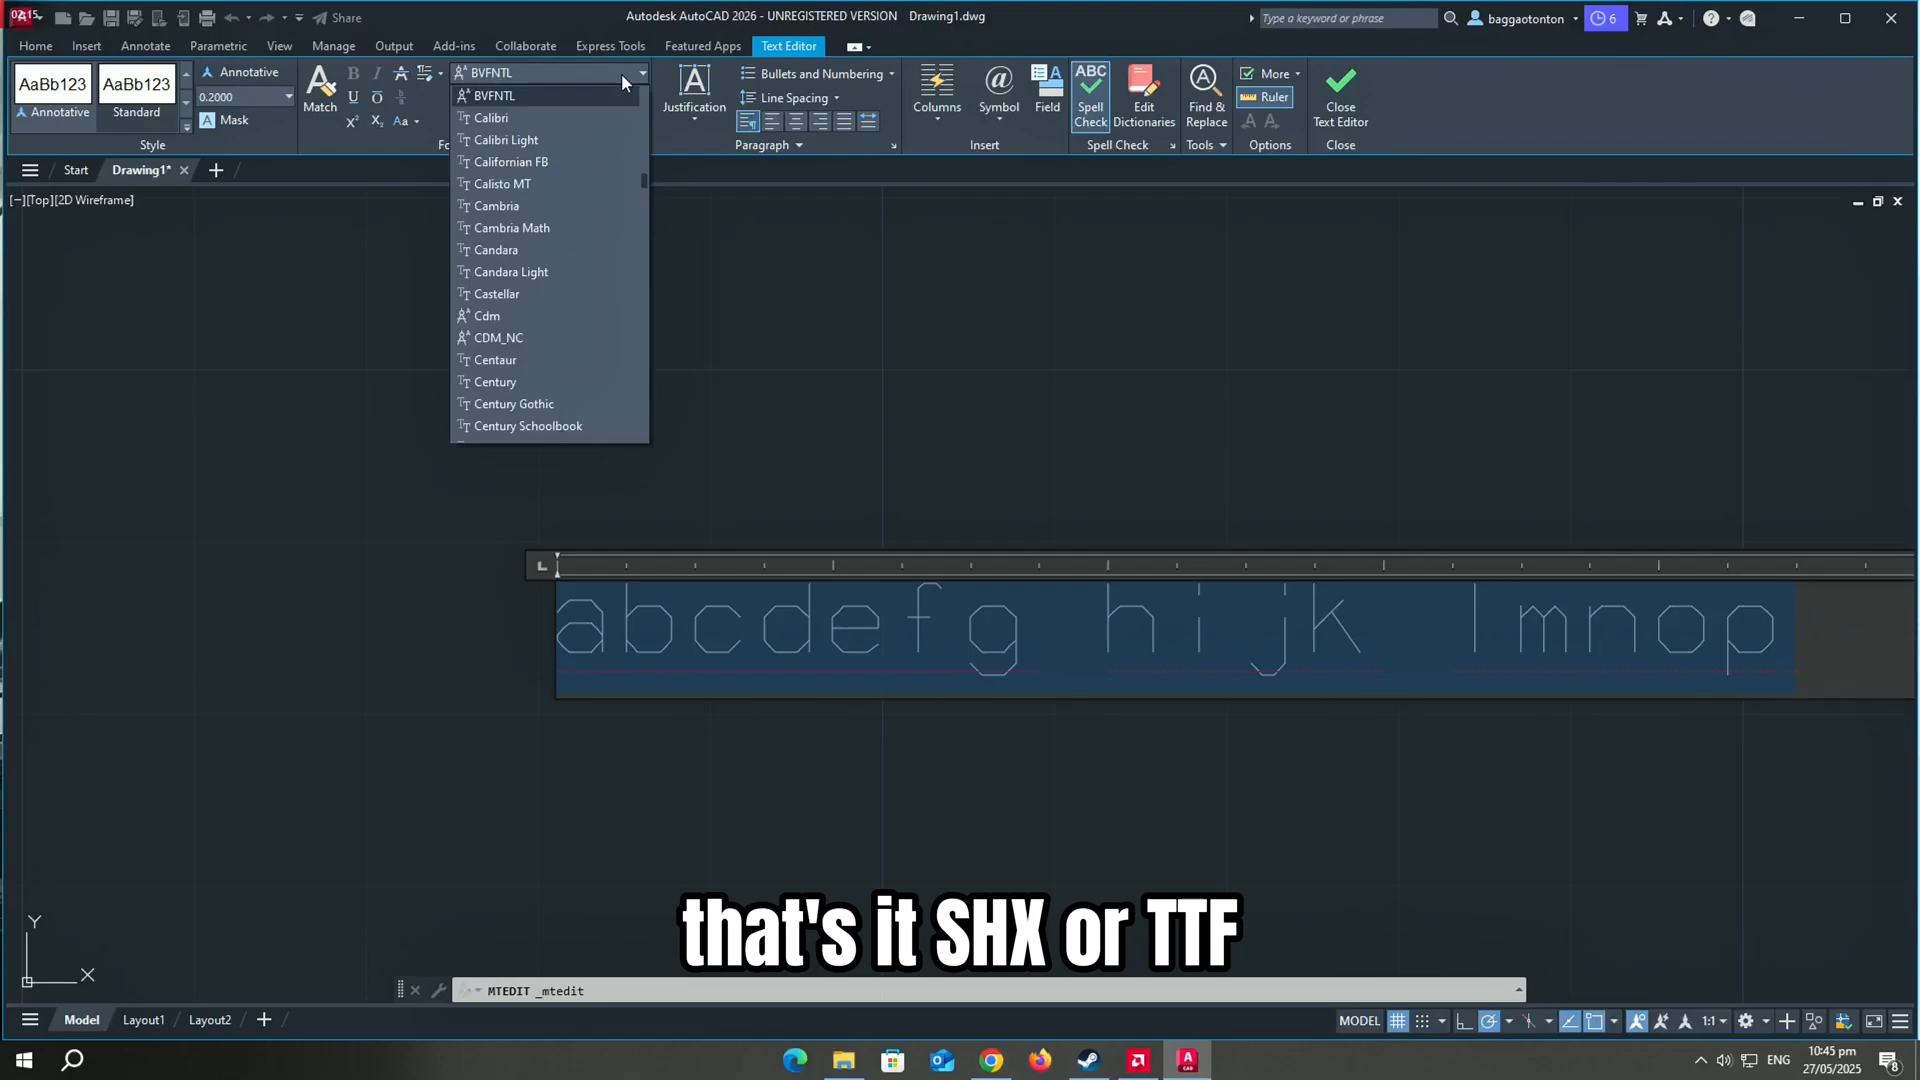 02:15
Share
Autodesk AutoCAD 2026 - UNREGISTERED VERSION Drawing1.dwg
Type a keyword or phrase
baggaotonton
6
Home Insert Annotate Parametric View Manage Output Add-ins Collaborate Express Tools Featured Apps Text Editor
AaBb123 AaBb123
Annotative Standard
Annotative
0.2000
Mask
Style
Match
BVFNTL
Justification
Bullets and Numbering
Line Spacing
Paragraph
Columns
Symbol
Field
Insert
ABC
Spell Check
Edit Dictionaries
Spell Check
Find & Replace
Tools
More
Ruler
Options
Close Text Editor
Close
BVFNTL
Calibri
Calibri Light
Californian FB
Calisto MT
Cambria
Cambria Math
Candara
Candara Light
Castellar
Cdm
CDM_NC
Centaur
Century
Century Gothic
Century Schoolbook
Start Drawing1*
[−][Top][2D Wireframe]
abcdefg hijk lmnop
Y
X
that's it SHX or TTF
MTEDIT _mtedit
Model Layout1 Layout2
MODEL
1:1
ENG
10:45 pm
27/05/2025
8